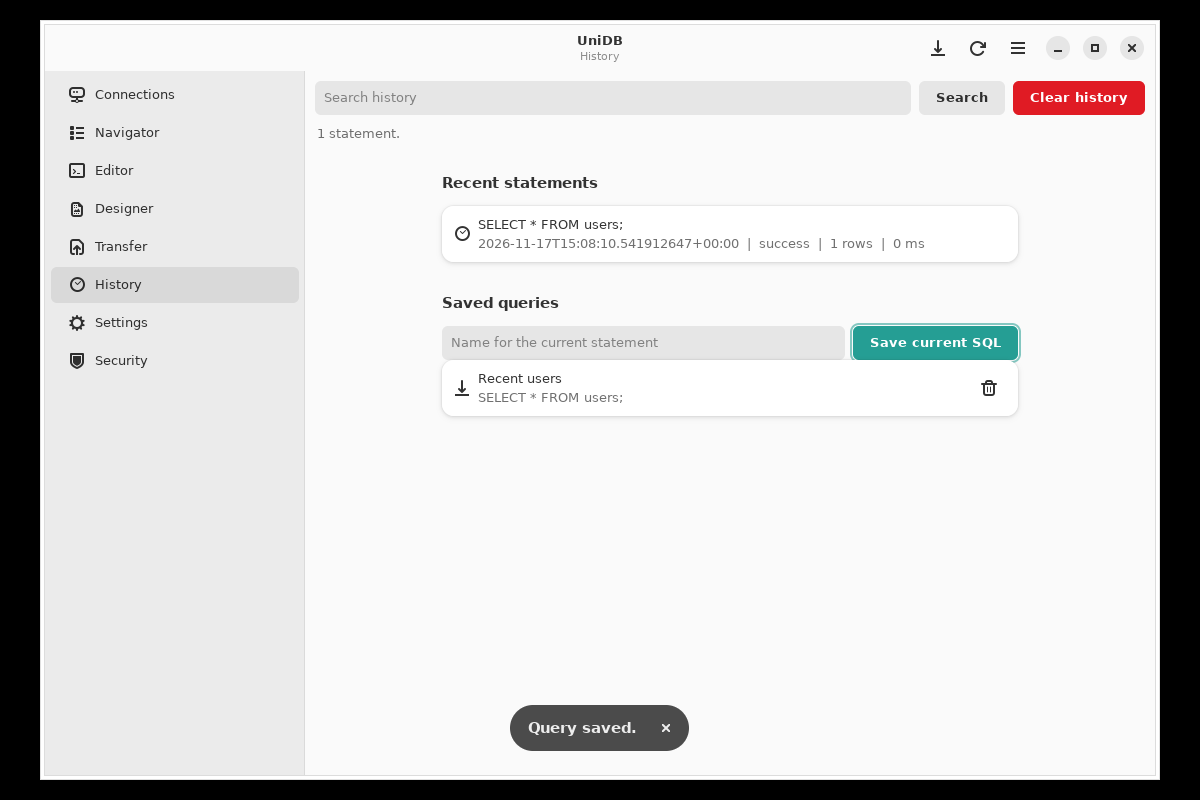 UniDB
History
Connections
Navigator
Editor
Designer
Transfer
History
Settings
Security
Search history
Search
Clear history
1 statement.
Recent statements
SELECT * FROM users;
2026-11-17T15:08:10.541912647+00:00 | success | 1 rows | 0 ms
Saved queries
Name for the current statement
Save current SQL
Recent users
SELECT * FROM users;
Query saved.